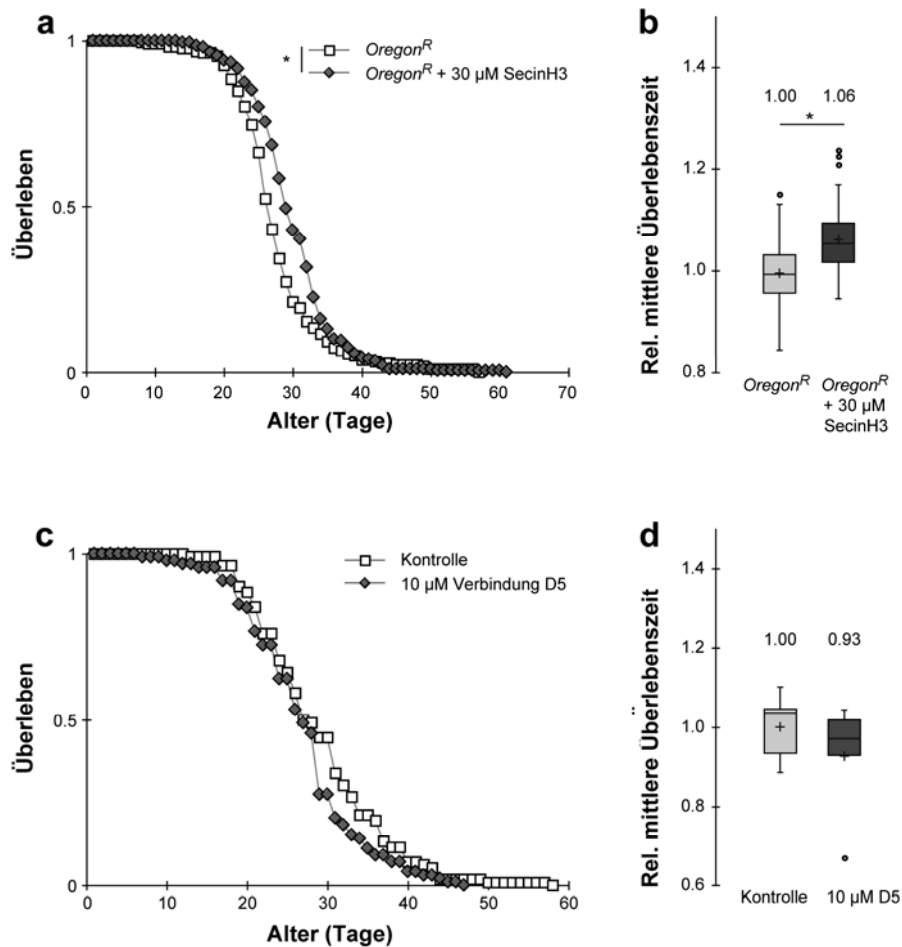 a
1
0.5
0
0 10 20 30 40 50 60 70
Überleben
Alter (Tage)
*
Oregon^R
Oregon^R + 30 µM SecinH3
b
Rel. mittlere Überlebenszeit
1.4
1.2
1.0
0.8
1.00 1.06
*
Oregon^R
Oregon^R
+ 30 µM
SecinH3
c
1
0.5
0
0 10 20 30 40 50 60
Überleben
Alter (Tage)
Kontrolle
10 µM Verbindung D5
d
Rel. mittlere Überlebenszeit
1.4
1.2
1.0
0.8
0.6
1.00 0.93
Kontrolle 10 µM D5